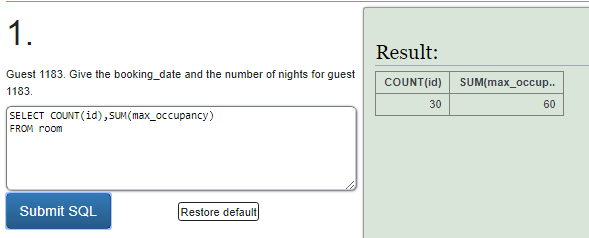 1.
Guest 1183. Give the booking_date and the number of nights for guest
1183.
SELECT COUNT(id),SUM(max_occupancy)
FROM room
Submit SQL
Restore default
Result:
COUNT(id) SUM(max_occup..
30 60